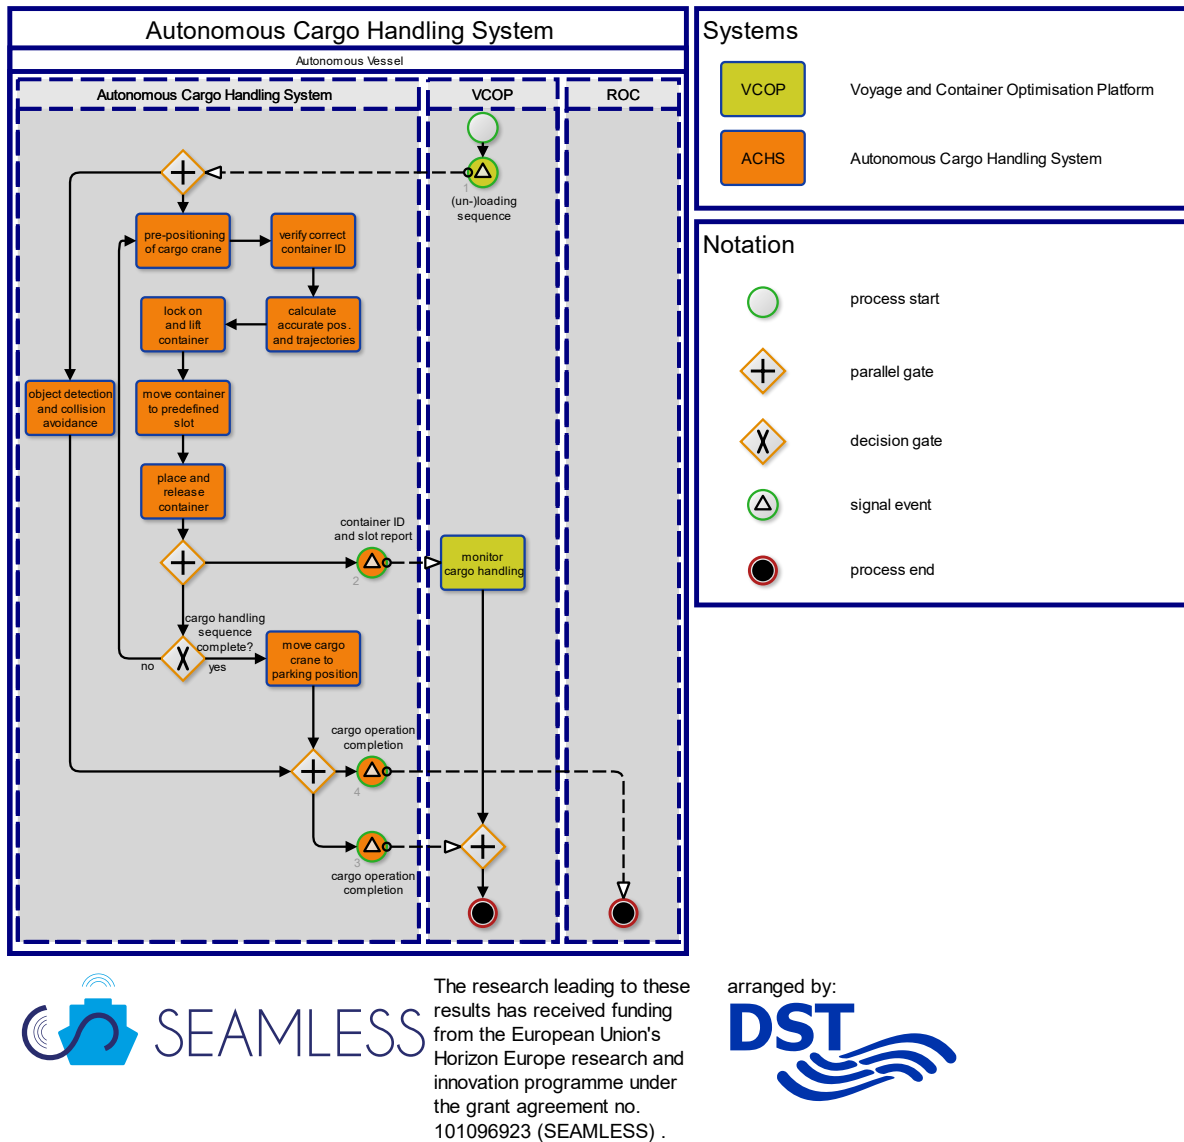 Autonomous Cargo Handling System
Autonomous Vessel
Autonomous Cargo Handling System
VCOP
ROC
1
(un-)loading
sequence
pre-positioning
of cargo crane
verify correct
container ID
lock on
and lift
container
calculate
accurate pos.
and trajectories
object detection
and collision
avoidance
move container
to predefined
slot
place and
release
container
container ID
and slot report
2
monitor
cargo handling
cargo handling
sequence
complete?
no
yes
move cargo
crane to
parking position
cargo operation
completion
4
3
cargo operation
completion
Systems
VCOP
Voyage and Container Optimisation Platform
ACHS
Autonomous Cargo Handling System
Notation
process start
parallel gate
decision gate
signal event
process end
SEAMLESS
The research leading to these
results has received funding
from the European Union's
Horizon Europe research and
innovation programme under
the grant agreement no.
101096923 (SEAMLESS) .
arranged by:
DST